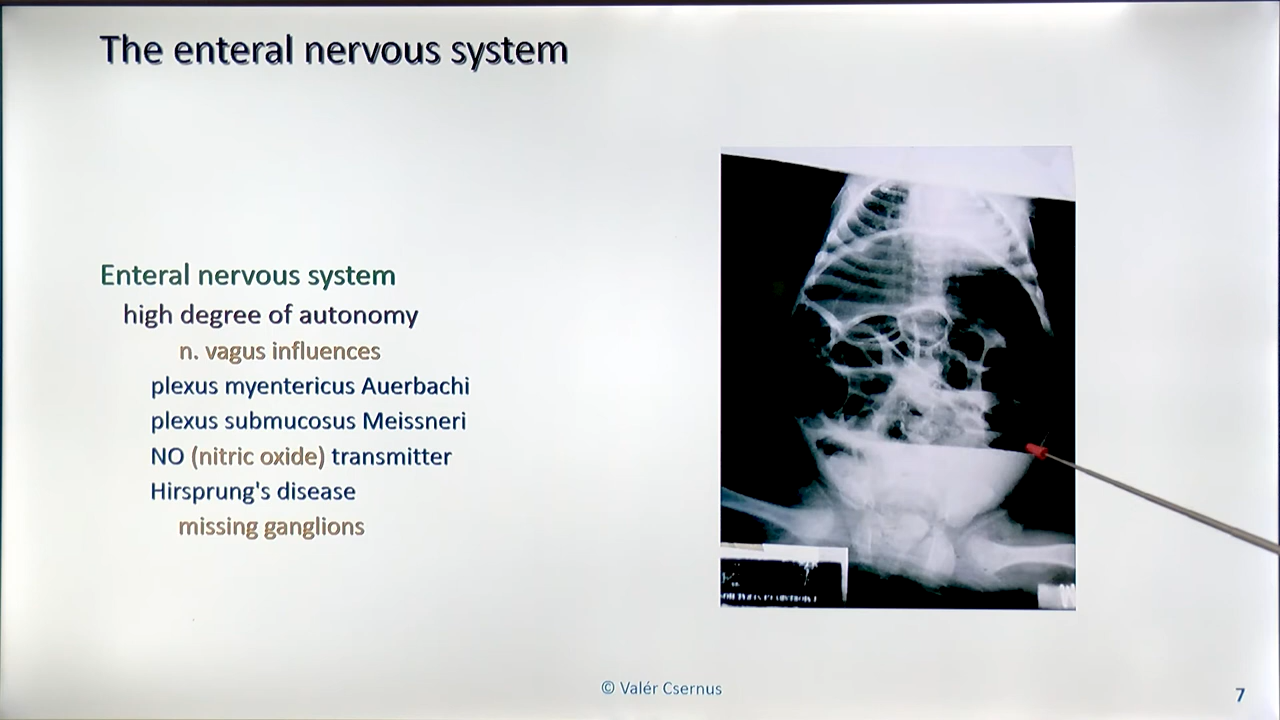 The enteral nervous system
Enteral nervous system
high degree of autonomy
n. vagus influences
plexus myentericus Auerbachi
plexus submucosus Meissneri
NO (nitric oxide) transmitter
Hirsprung's disease
missing ganglions
W
© Valér Csernus
7